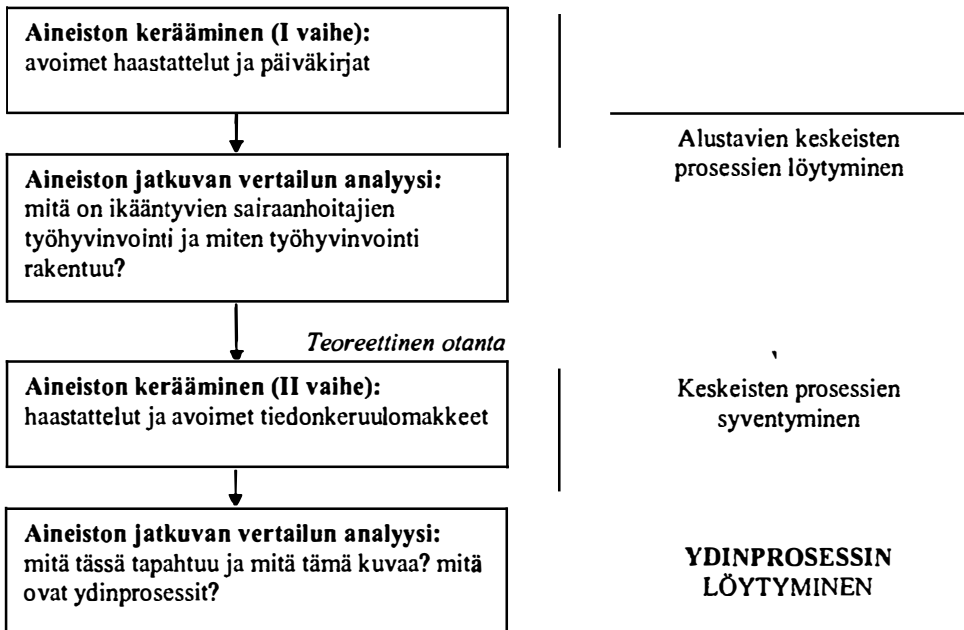 Aineiston kerääminen (I vaihe):
avoimet haastattelut ja päiväkirjat
Alustavien keskeisten
prosessien löytyminen
Aineiston jatkuvan vertailun analyysi:
mitä on ikääntyvien sairaanhoitajien
työhyvinvointi ja miten työhyvinvointi
rakentuu?
Teoreettinen otanta
Aineiston kerääminen (II vaihe):
haastattelut ja avoimet tiedonkeruulomakkeet
Keskeisten prosessien
syventyminen
Aineiston jatkuvan vertailun analyysi:
mitä tässä tapahtuu ja mitä tämä kuvaa? mitä
ovat ydinprosessit?
YDINPROSESSIN
LÖYTYMINEN